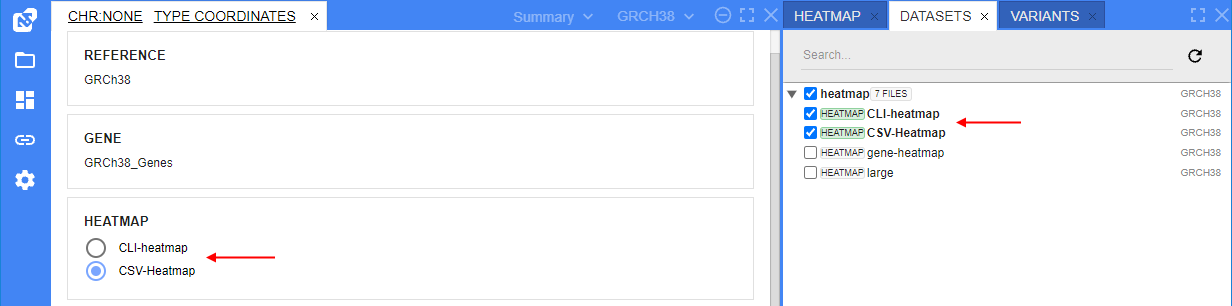 CHR:NONE TYPE COORDINATES ×
Summary
GRCH38
REFERENCE
GRCh38
GENE
GRCh38_Genes
HEATMAP
CLI-heatmap
CSV-Heatmap
HEATMAP × DATASETS × VARIANTS ×
Search...
heatmap 7 FILES GRCH38
HEATMAP CLI-heatmap GRCH38
HEATMAP CSV-Heatmap GRCH38
HEATMAP gene-heatmap GRCH38
HEATMAP large GRCH38